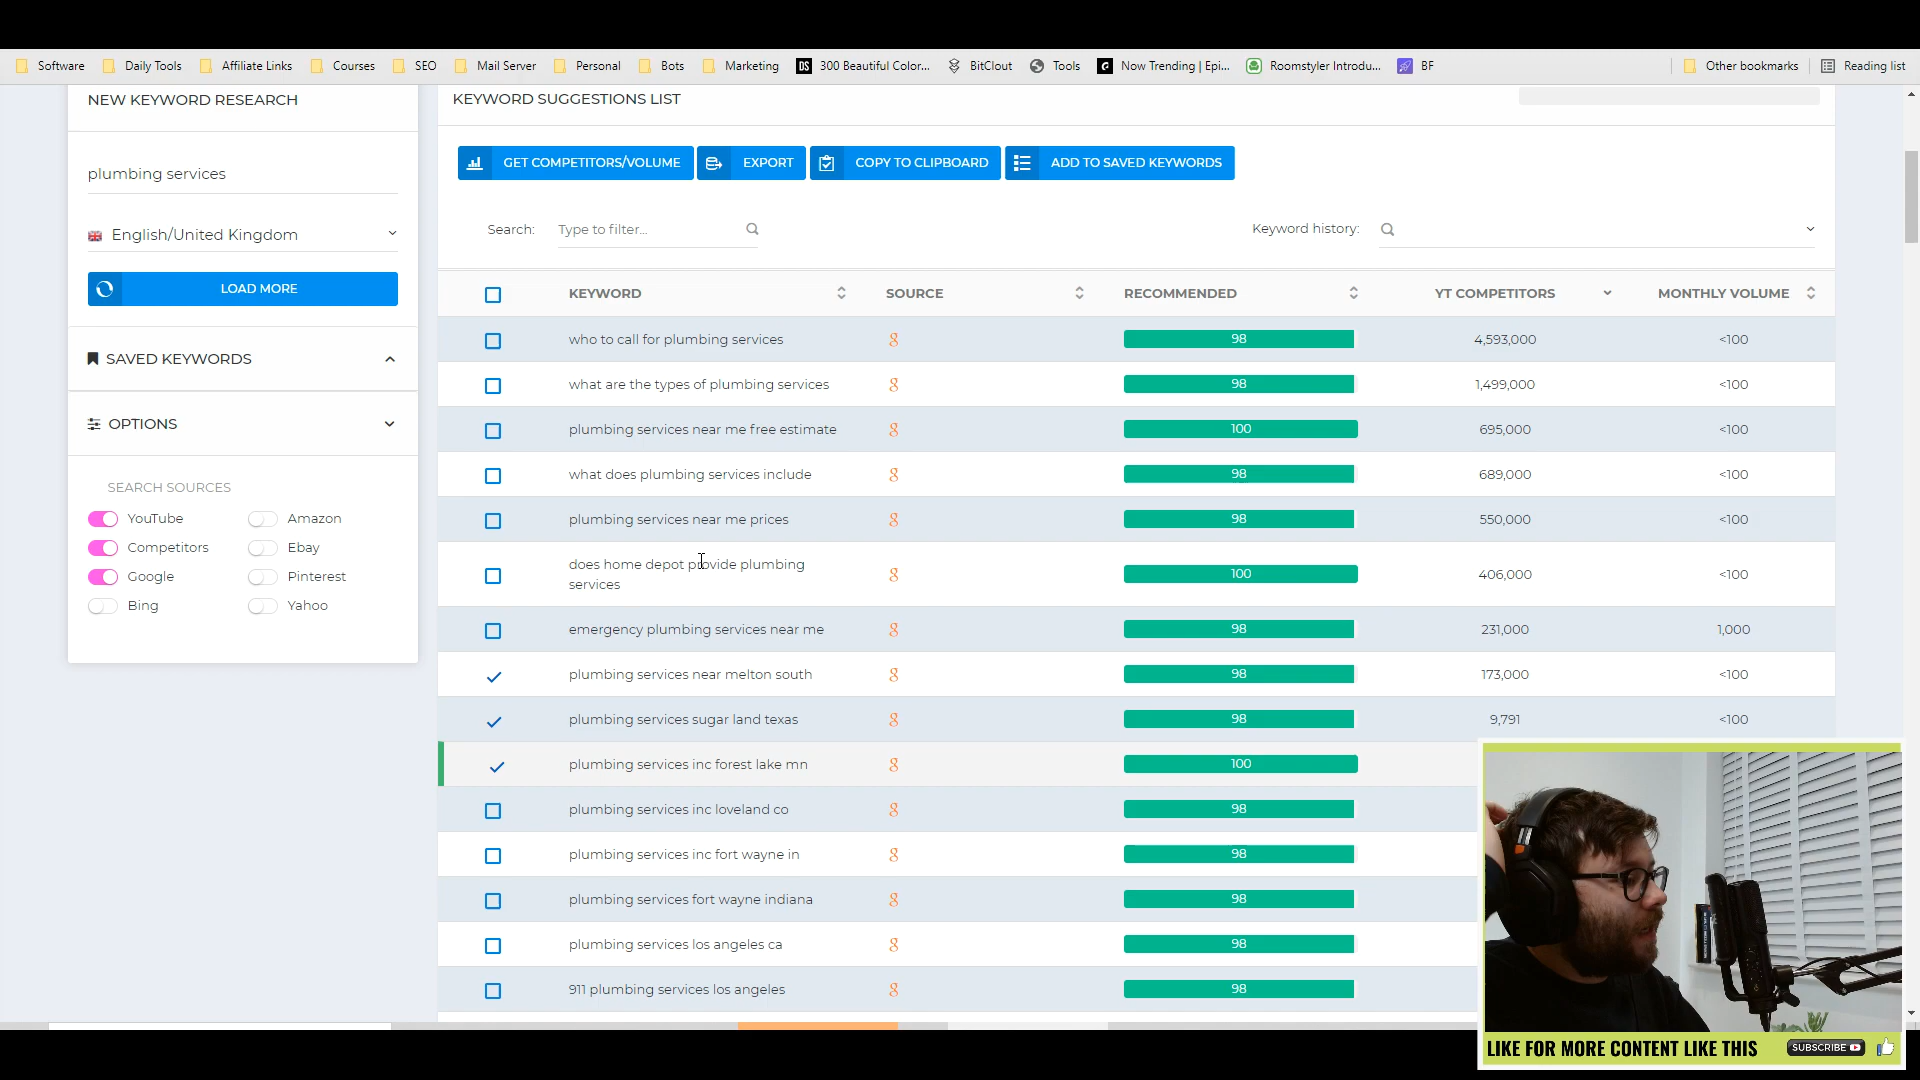 Software Daily Tools Affiliate Links Courses SEO Mail Server Personal Bots Marketing DS 300 Beautiful Color... BitClout Tools Now Trending | Epi... Roomstyler Introdu... BF Other bookmarks Reading list
NEW KEYWORD RESEARCH
plumbing services
English/United Kingdom
LOAD MORE
SAVED KEYWORDS
OPTIONS
SEARCH SOURCES
YouTube Amazon
Competitors Ebay
Google Pinterest
Bing Yahoo
KEYWORD SUGGESTIONS LIST
GET COMPETITORS/VOLUME EXPORT COPY TO CLIPBOARD ADD TO SAVED KEYWORDS
Search: Type to filter... Keyword history:
KEYWORD SOURCE RECOMMENDED YT COMPETITORS MONTHLY VOLUME
who to call for plumbing services 98 4,593,000 <100
what are the types of plumbing services 98 1,499,000 <100
plumbing services near me free estimate 100 695,000 <100
what does plumbing services include 98 689,000 <100
plumbing services near me prices 98 550,000 <100
does home depot provide plumbing
services 100 406,000 <100
emergency plumbing services near me 98 231,000 1,000
plumbing services near melton south 98 173,000 <100
plumbing services sugar land texas 98 9,791 <100
plumbing services inc forest lake mn 100
plumbing services inc loveland co 98
plumbing services inc fort wayne in 98
plumbing services fort wayne indiana 98
plumbing services los angeles ca 98
911 plumbing services los angeles 98
LIKE FOR MORE CONTENT LIKE THIS SUBSCRIBE